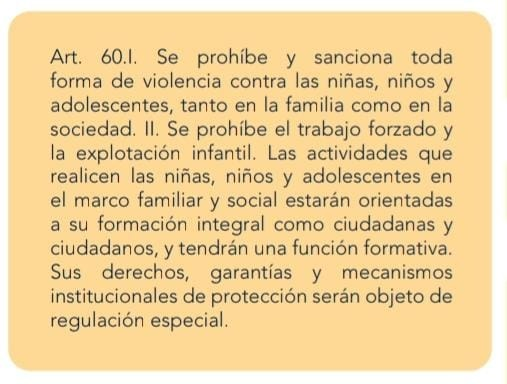 Art. 60.I. Se prohíbe y sanciona toda
forma de violencia contra las niñas, niños y
adolescentes, tanto en la familia como en la
sociedad. II. Se prohíbe el trabajo forzado y
la explotación infantil. Las actividades que
realicen las niñas, niños y adolescentes en
el marco familiar y social estarán orientadas
a su formación integral como ciudadanas y
ciudadanos, y tendrán una función formativa.
Sus derechos, garantías y mecanismos
institucionales de protección serán objeto de
regulación especial.